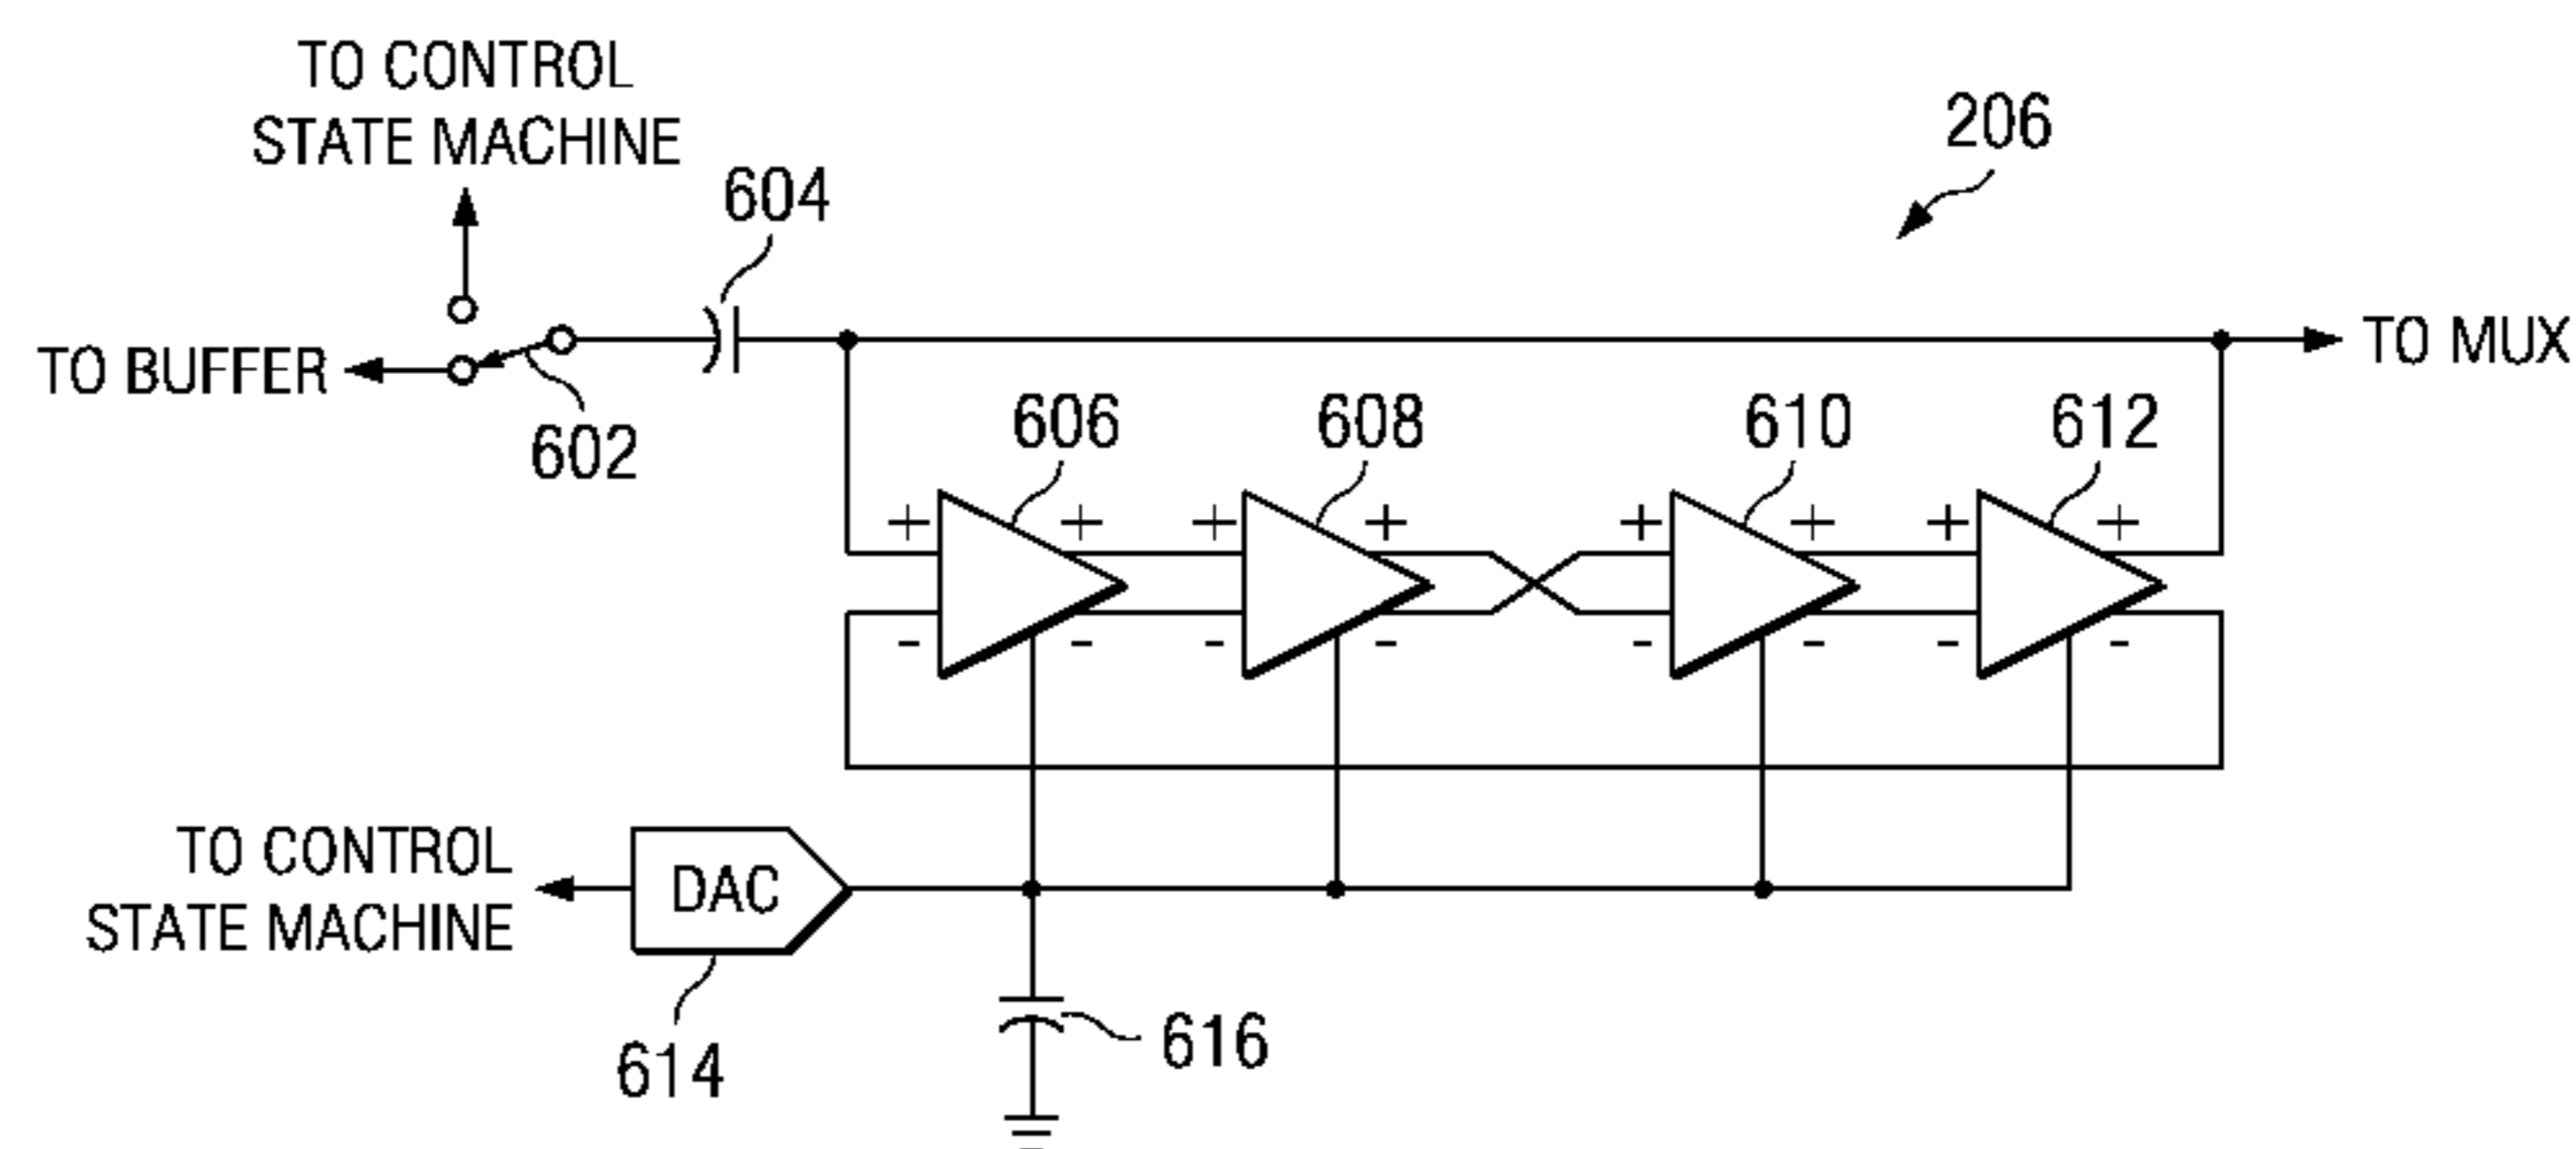 TO CONTROL
STATE MACHINE
604
206
TO BUFFER
TO MUX
602
606
608
610
612
+ + + + + + + +
- - - - - - - -
TO CONTROL
STATE MACHINE
DAC
614
616